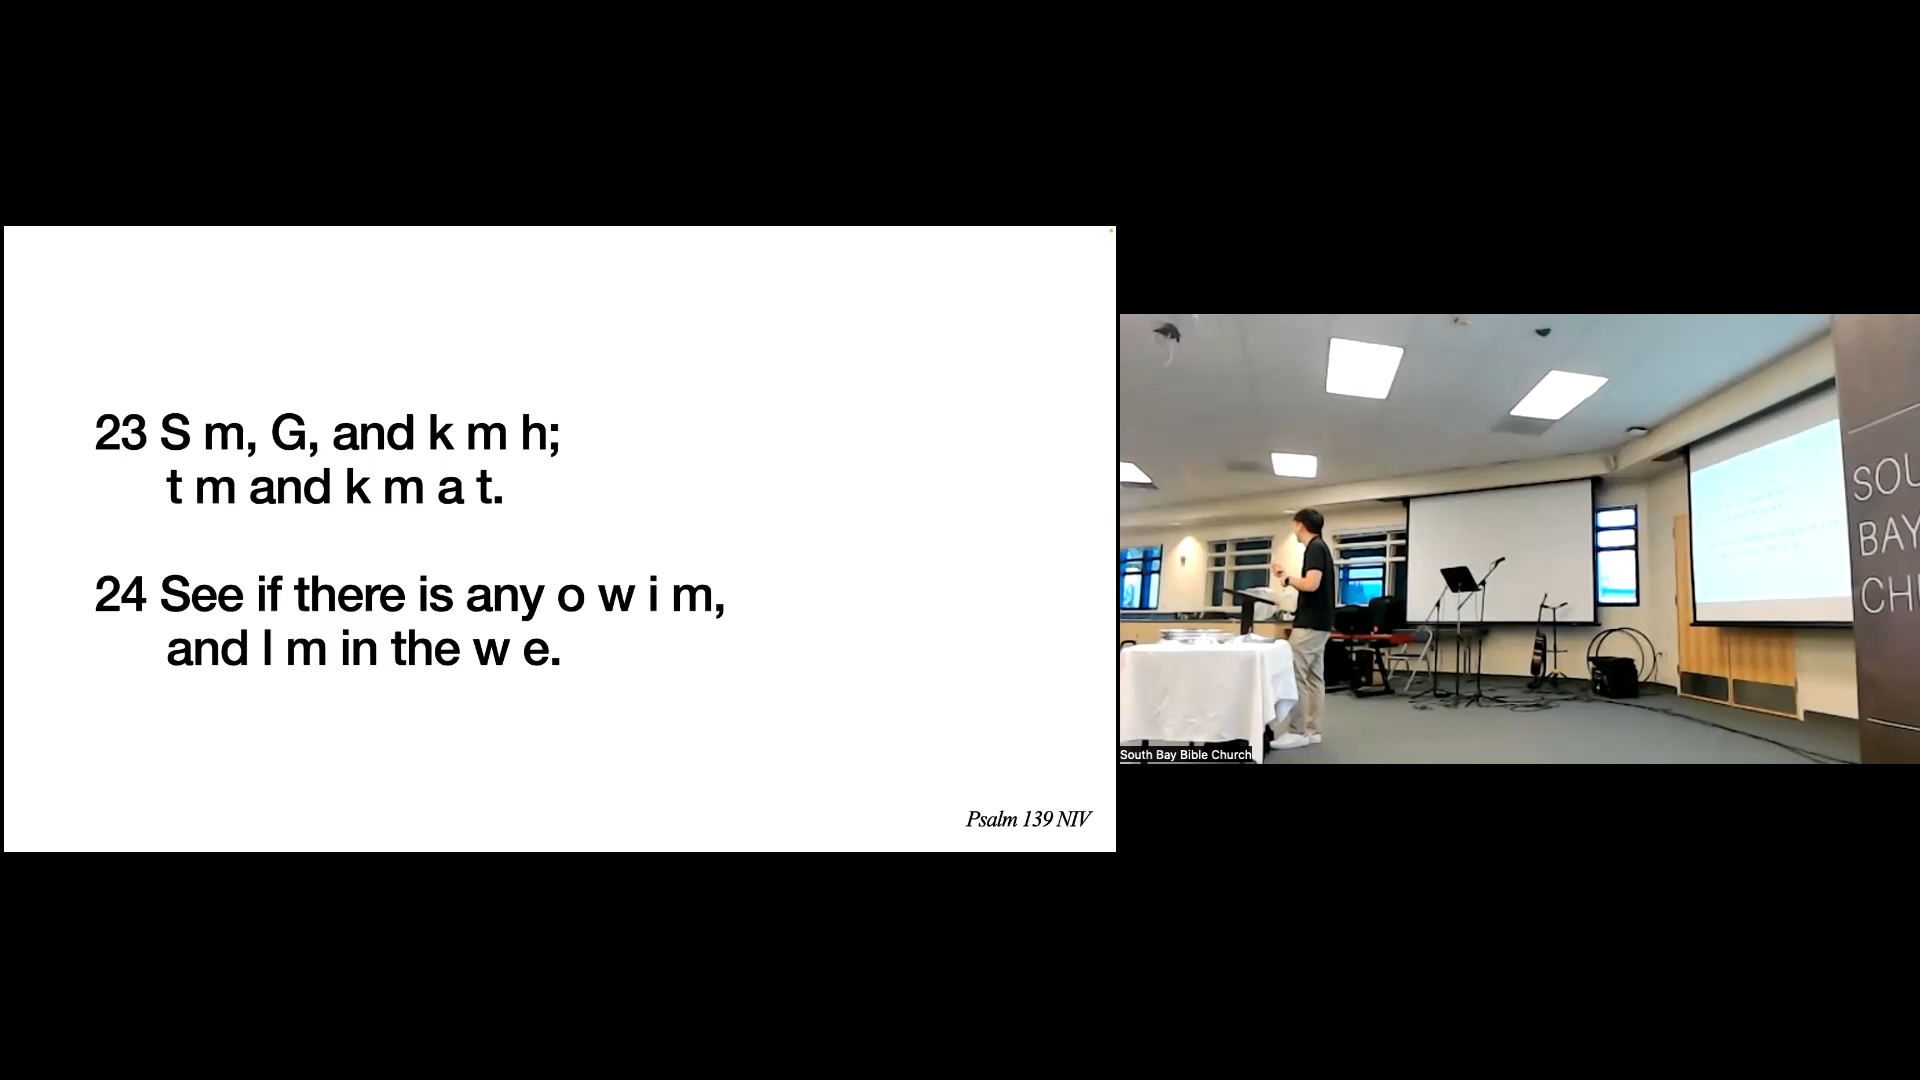 23 S m, G, and k m h;
t m and k m a t.
24 See if there is any o w i m,
and l m in the w e.
Psalm 139 NIV
South Bay Bible Church
SOU
BAY
CH